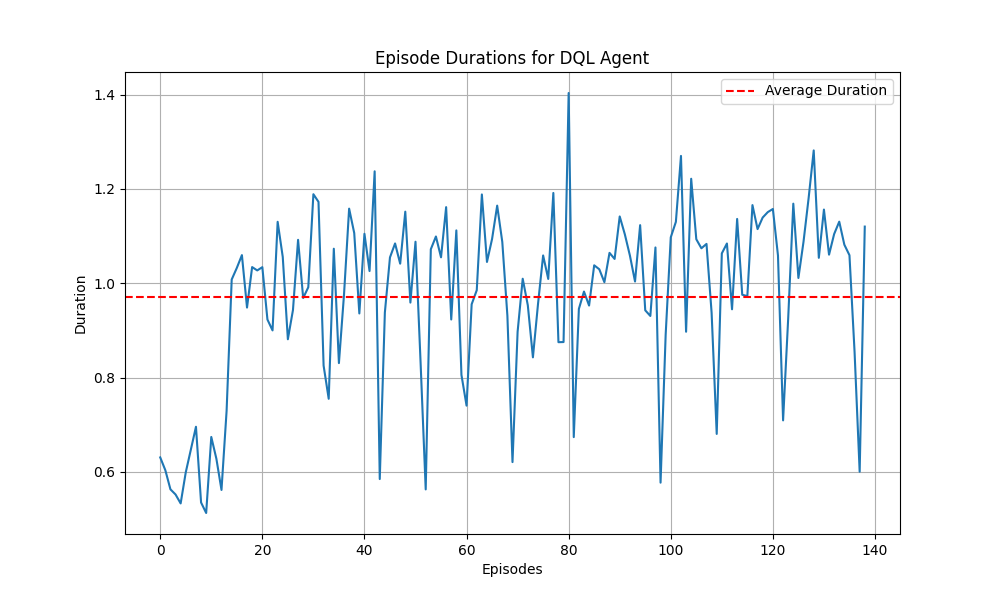 Episode Durations for DQL Agent
Average Duration
1.4
1.2
1.0
0.8
0.6
Duration
0 20 40 60 80 100 120 140
Episodes